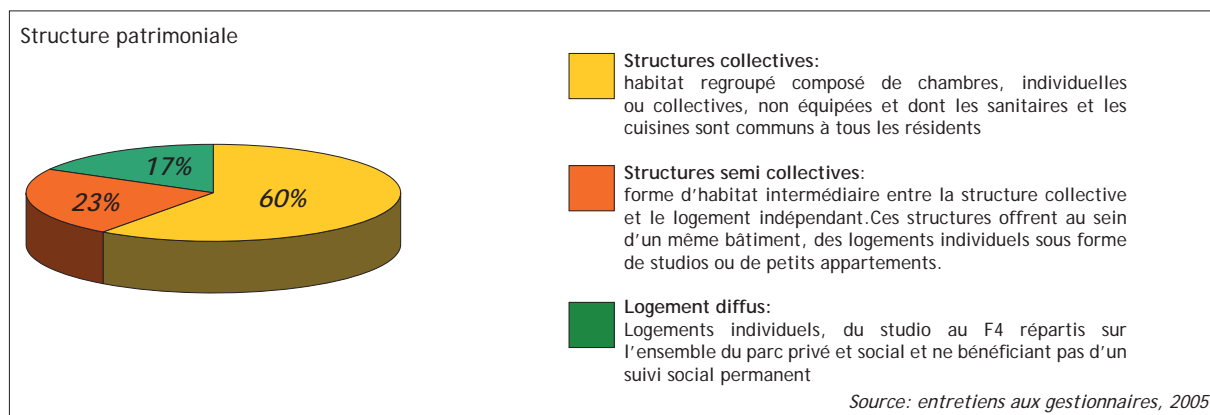 Structure patrimoniale
17%
23%
60%
Structures collectives:
habitat regroupé composé de chambres, individuelles
ou collectives, non équipées et dont les sanitaires et les
cuisines sont communs à tous les résidents
Structures semi collectives:
forme d'habitat intermédiaire entre la structure collective
et le logement indépendant.Ces structures offrent au sein
d'un même bâtiment, des logements individuels sous forme
de studios ou de petits appartements.
Logement diffus:
Logements individuels, du studio au F4 répartis sur
l'ensemble du parc privé et social et ne bénéficiant pas d'un
suivi social permanent
Source: entretiens aux gestionnaires, 2005